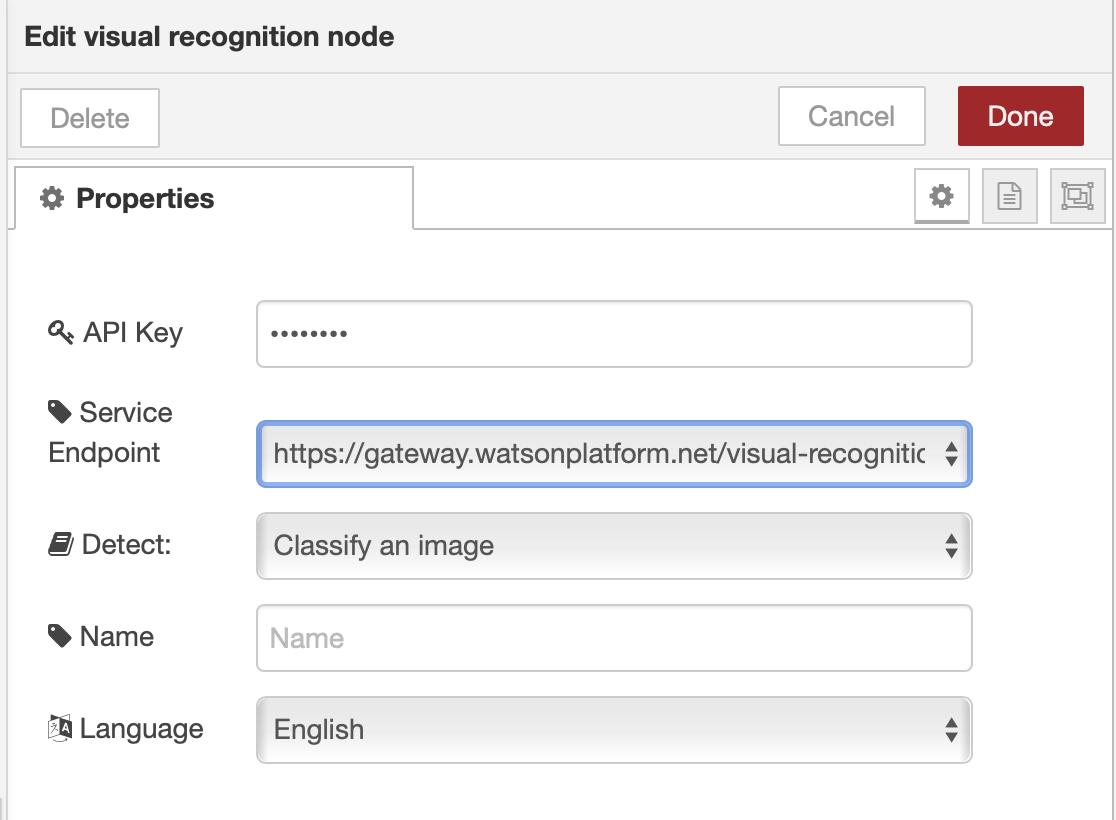 Edit visual recognition node
Delete
Cancel
Done
Properties
API Key
••••••••
Service
Endpoint
https://gateway.watsonplatform.net/visual-recognitic
Detect:
Classify an image
Name
Name
Language
English